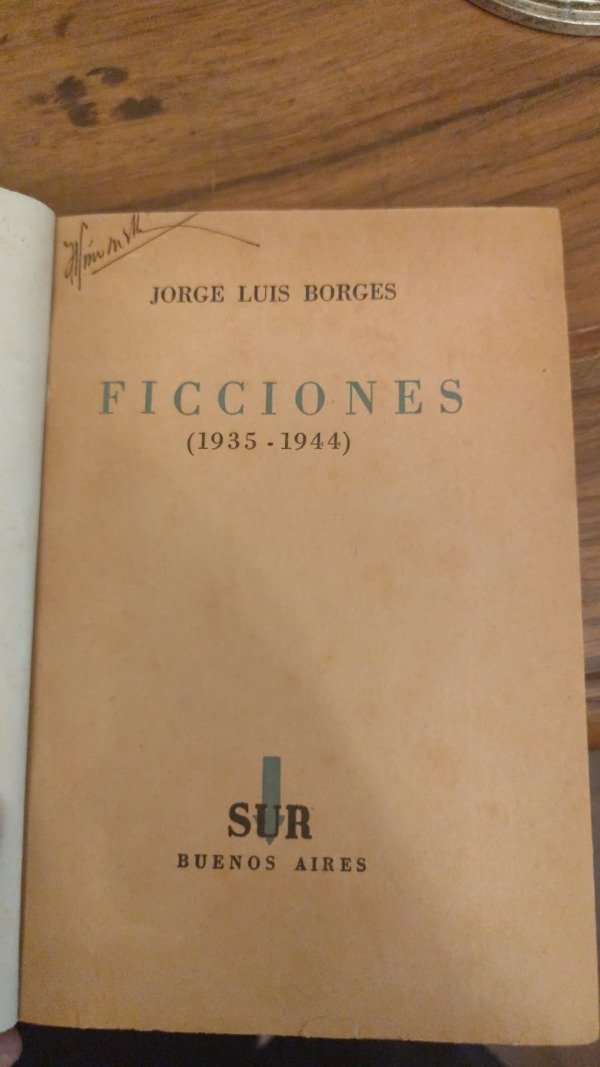 JORGE LUIS BORGES
FICCIONES
(1935 - 1944)
SUR
BUENOS AIRES